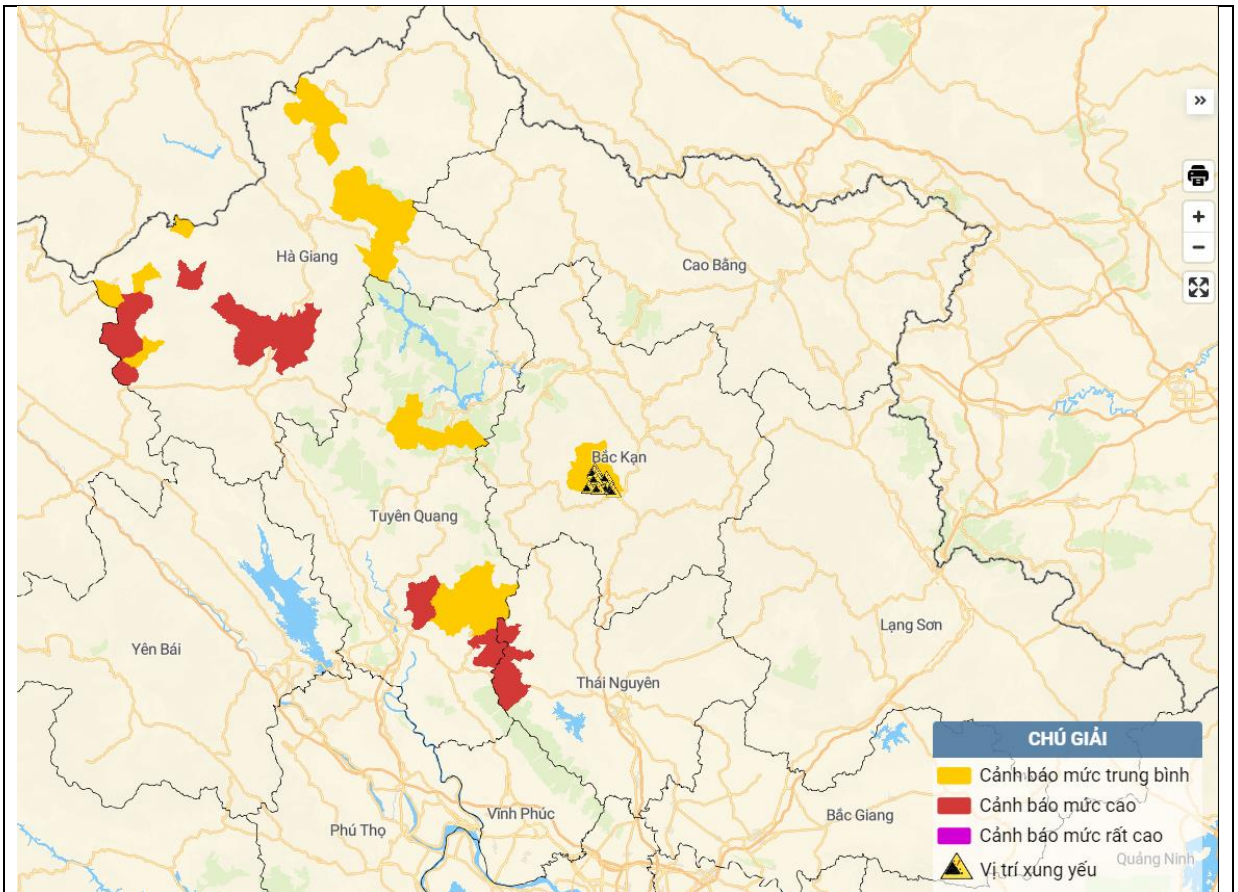 »
+
−
Hà Giang
Cao Bằng
Bắc Kạn
Tuyên Quang
Lạng Sơn
Yên Bái
Thái Nguyên
CHÚ GIẢI
Cảnh báo mức trung bình
Cảnh báo mức cao
Vĩnh Phúc
Bắc Giang
Phú Thọ
Cảnh báo mức rất cao
Quảng Ninh
Vị trí xung yếu